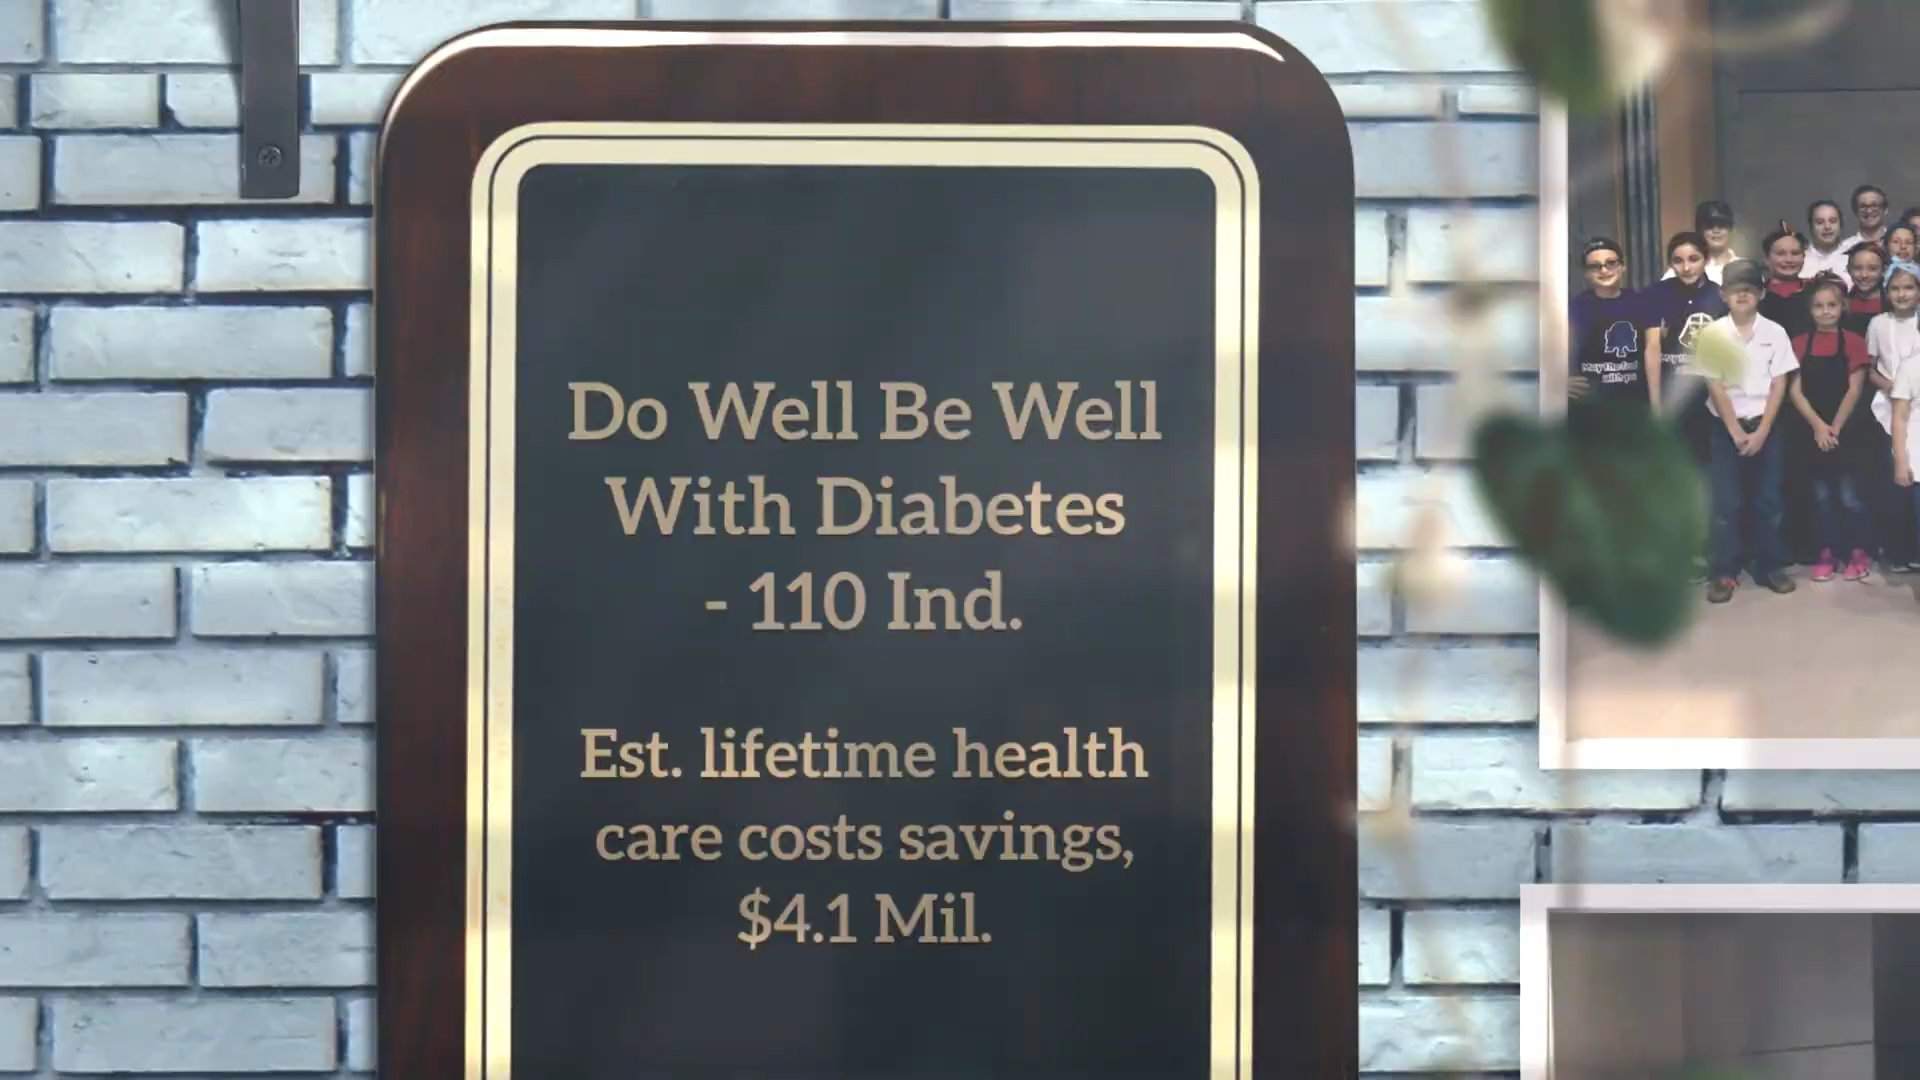 Do Well Be Well
With Diabetes
- 110 Ind.
Est. lifetime health
care costs savings,
$4.1 Mil.